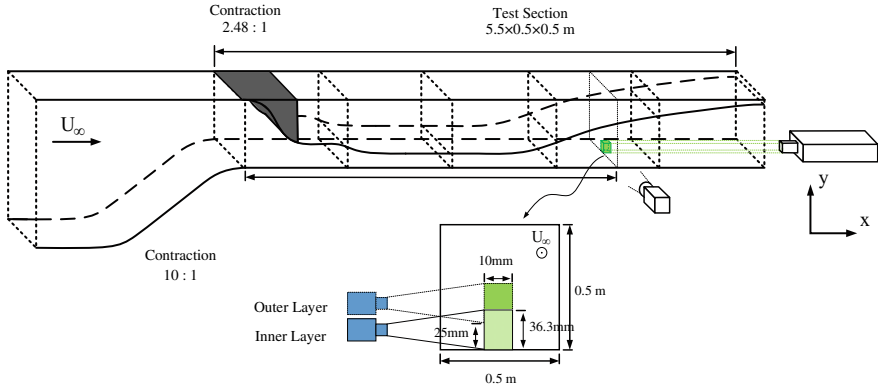 Contraction
2.48 : 1
Test Section
5.5×0.5×0.5 m
U∞
y
x
Contraction
10 : 1
U∞
10mm
Outer Layer
0.5 m
Inner Layer
25mm
36.3mm
0.5 m